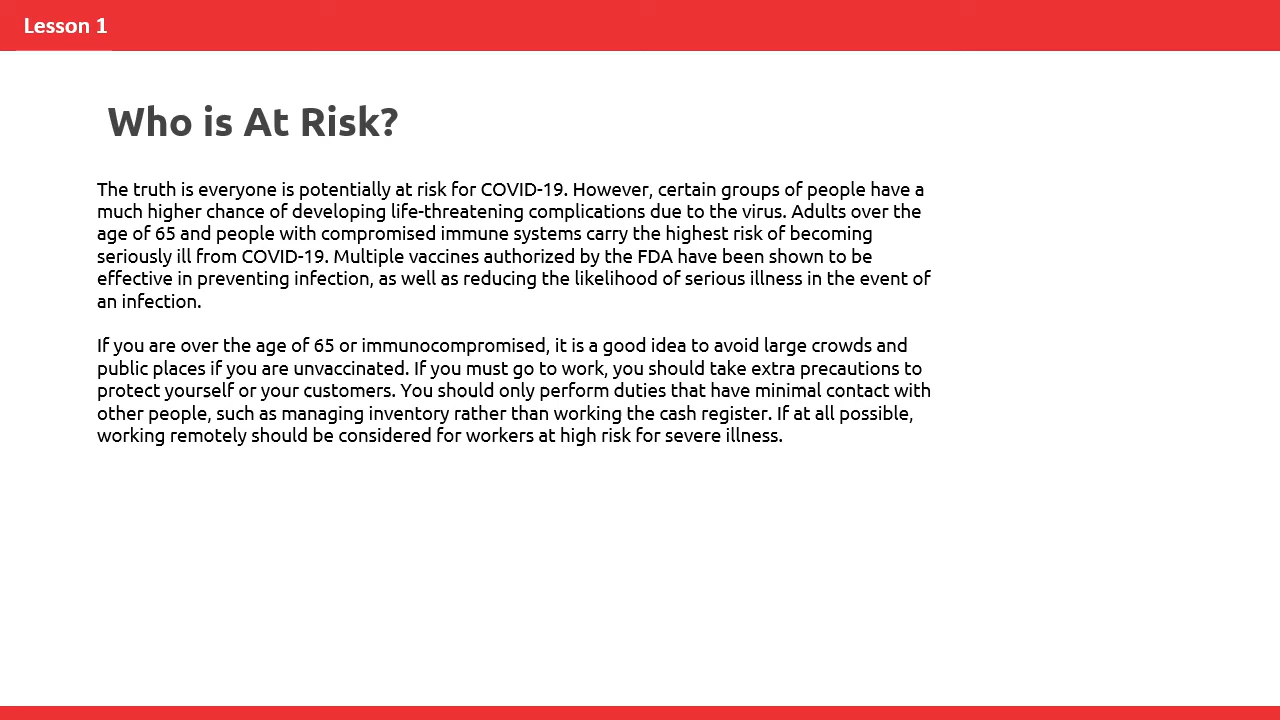 Lesson 1
Who is At Risk?
The truth is everyone is potentially at risk for COVID-19. However, certain groups of people have a
much higher chance of developing life-threatening complications due to the virus. Adults over the
age of 65 and people with compromised immune systems carry the highest risk of becoming
seriously ill from COVID-19. Multiple vaccines authorized by the FDA have been shown to be
effective in preventing infection, as well as reducing the likelihood of serious illness in the event of
an infection.
If you are over the age of 65 or immunocompromised, it is a good idea to avoid large crowds and
public places if you are unvaccinated. If you must go to work, you should take extra precautions to
protect yourself or your customers. You should only perform duties that have minimal contact with
other people, such as managing inventory rather than working the cash register. If at all possible,
working remotely should be considered for workers at high risk for severe illness.